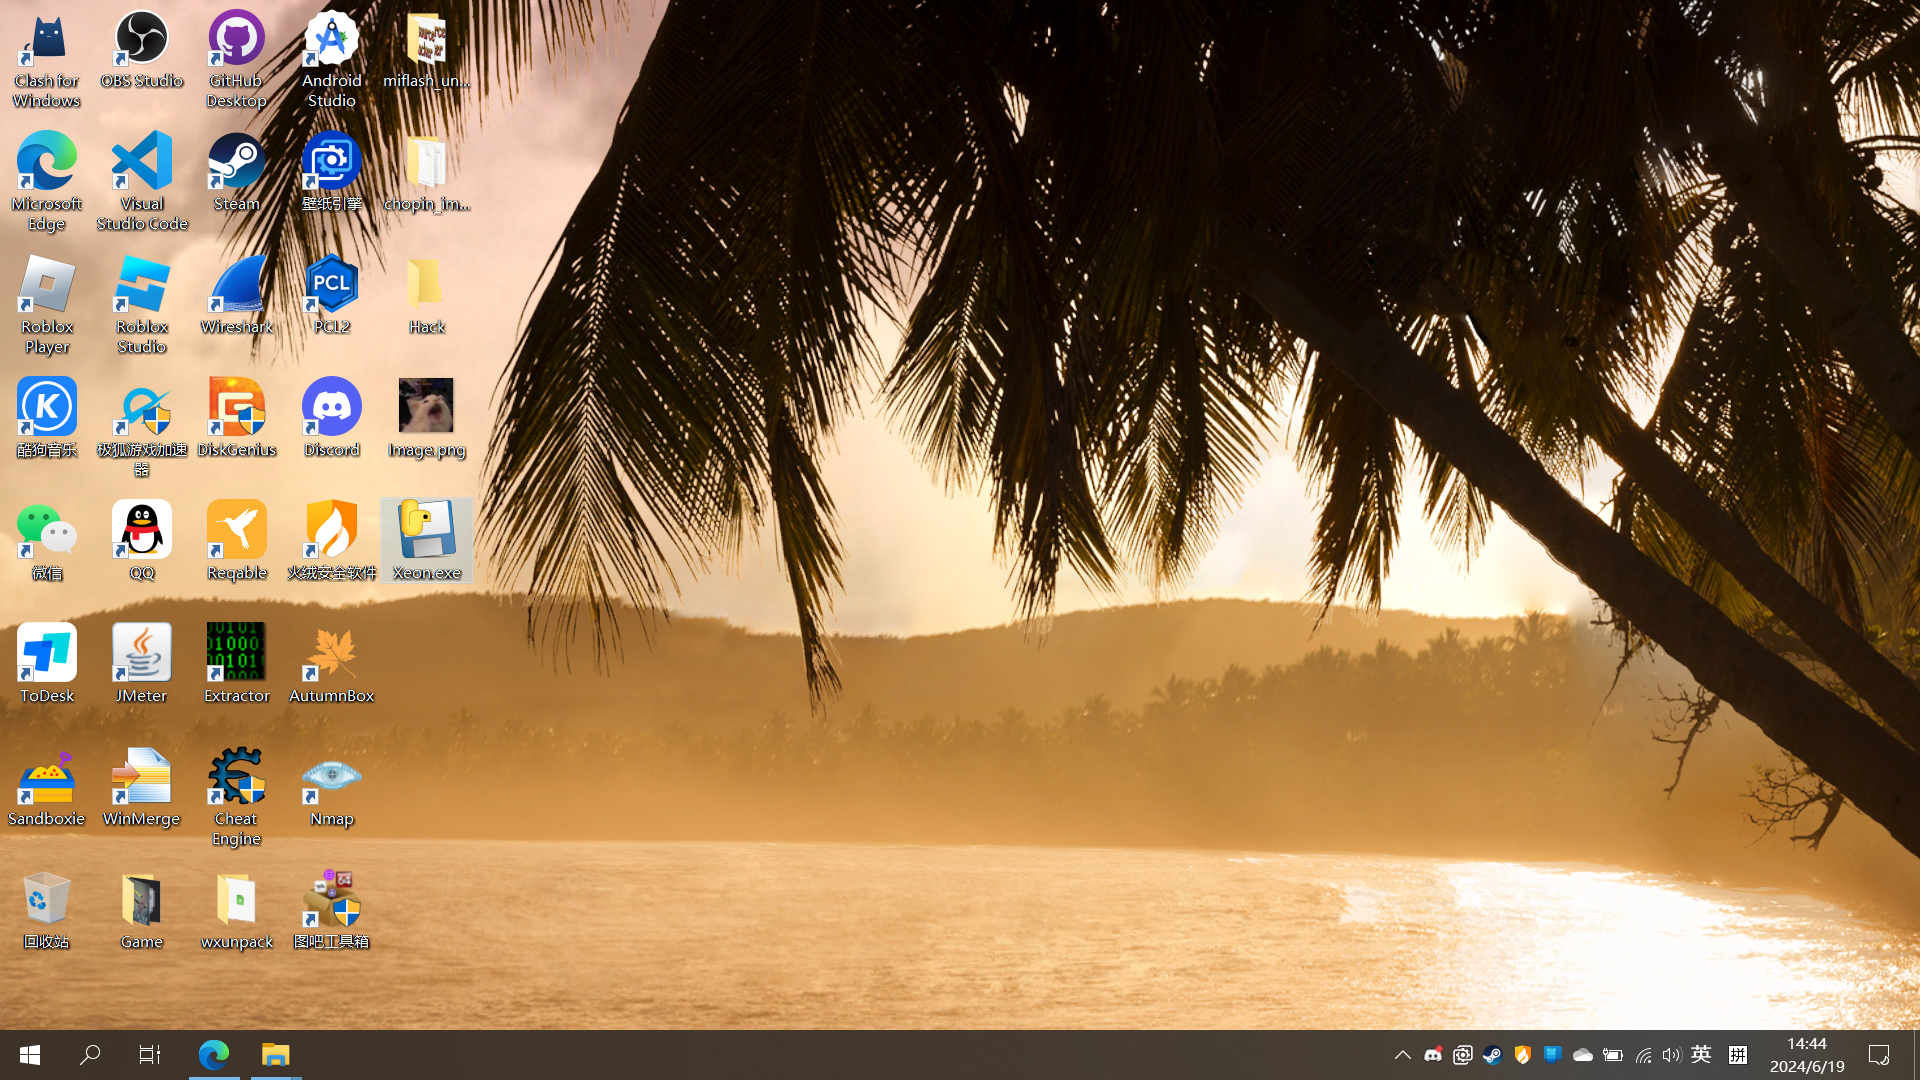 Clash for
Windows
OBS Studio
GitHub
Desktop
Android
Studio
miflash_un...
Microsoft
Edge
Visual
Studio Code
Steam
壁纸引擎
chopin_im...
Roblox
Player
Roblox
Studio
Wireshark
PCL
PCL2
Hack
酷狗音乐
极狐游戏加速
器
DiskGenius
Discord
Image.png
微信
QQ
Reqable
火绒安全软件
Xeon.exe
ToDesk
JMeter
Extractor
AutumnBox
Sandboxie
WinMerge
Cheat
Engine
Nmap
回收站
Game
wxunpack
图吧工具箱
英
拼
14:44
2024/6/19